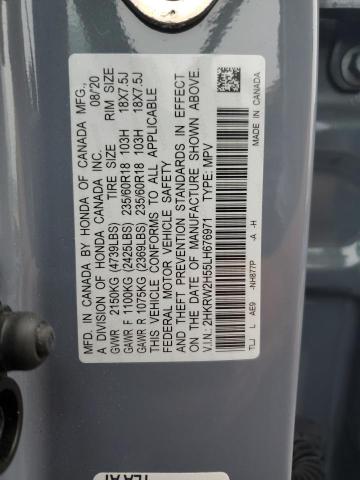 MFD. IN CANADA BY HONDA OF CANADA MFG.,
A DIVISION OF HONDA CANADA INC. 08/20
GVWR 2150KG (4739LBS) TIRE SIZE RIM SIZE
GAWR F 1100KG (2425LBS) 235/60R18 103H 18X7.5J
GAWR R 1075KG (2369LBS) 235/60R18 103H 18X7.5J
THIS VEHICLE CONFORMS TO ALL APPLICABLE
FEDERAL MOTOR VEHICLE SAFETY
AND THEFT PREVENTION STANDARDS IN EFFECT
ON THE DATE OF MANUFACTURE SHOWN ABOVE.
V.I.N.: 2HKRW2H55LH676971 TYPE: MPV
TLJ L AE9 -NH877P -A -H
MADE IN CANADA